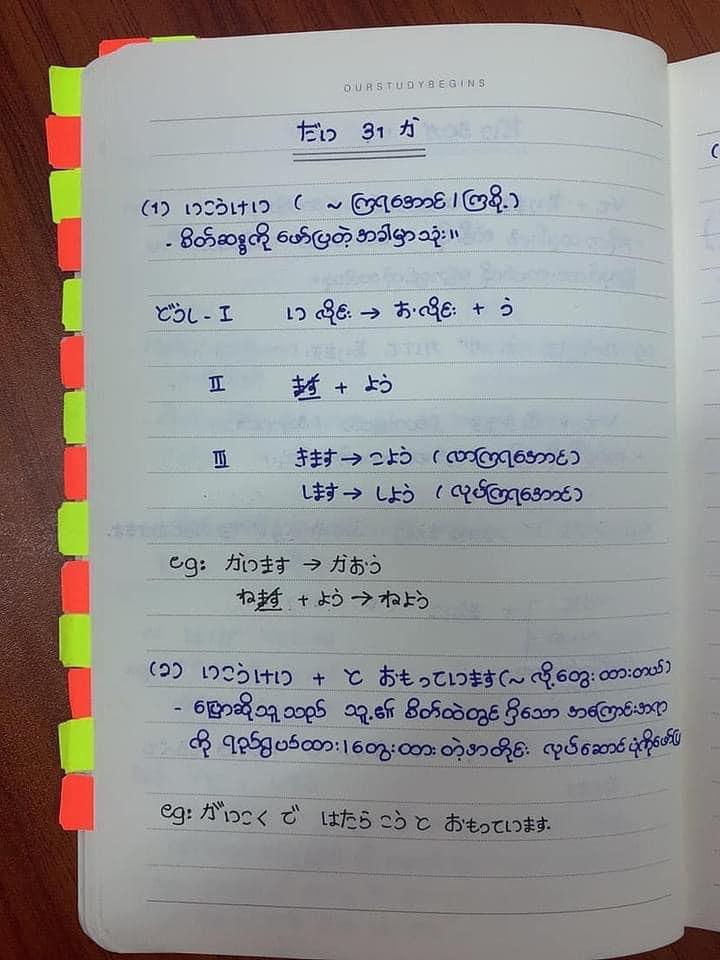 OURSTUDYBEGINS
だい 31 か
(1) いこうけい ( ~ ကြရအောင် / ကြစို့ )
- စိတ်ဆန္ဒကို ဖော်ပြတဲ့ အခါမှာသုံး။
どうし - I い လိုင်း → お လိုင်း + う
II ます + よう
III きます → こよう ( လာကြရအောင် )
します → しよう ( လုပ်ကြရအောင် )
eg: かいます → かおう
ねます + よう → ねよう
(၁) いこうけい + と おもっています (~ လို့ တွေးထားတယ်)
- ပြောဆိုသူ သည် သူ၏ စိတ်ထဲတွင် ရှိသော အကြောင်းအရာ
ကို ရည်ရွယ်ထား / တွေးထား တဲ့အတိုင်း လုပ်ဆောင်ပုံကိုဖော်ပြ
eg: がいこく で はたらこう と おもっています.